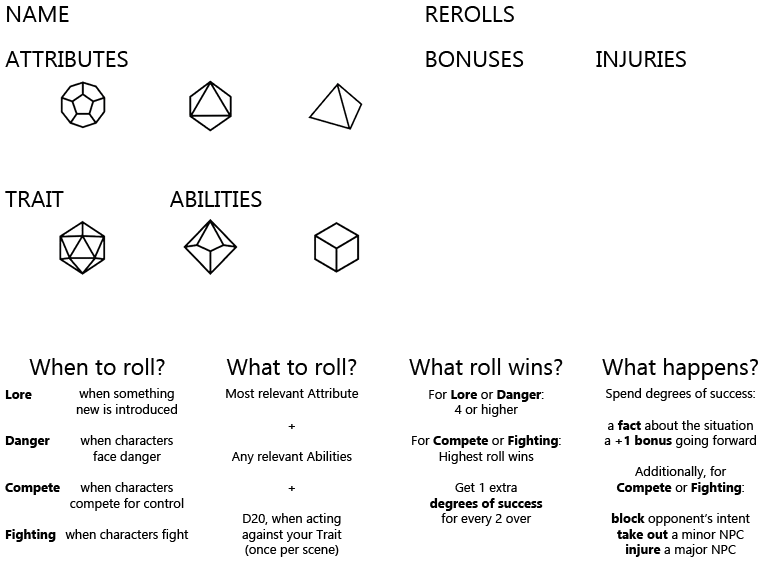 NAME
REROLLS
ATTRIBUTES
BONUSES
INJURIES
TRAIT
ABILITIES
When to roll?
Lore when something
new is introduced
Danger when characters
face danger
Compete when characters
compete for control
Fighting when characters fight
What to roll?
Most relevant Attribute
+
Any relevant Abilities
+
D20, when acting
against your Trait
(once per scene)
What roll wins?
For Lore or Danger:
4 or higher
For Compete or Fighting:
Highest roll wins
Get 1 extra
degrees of success
for every 2 over
What happens?
Spend degrees of success:
a fact about the situation
a +1 bonus going forward
Additionally, for
Compete or Fighting:
block opponent's intent
take out a minor NPC
injure a major NPC